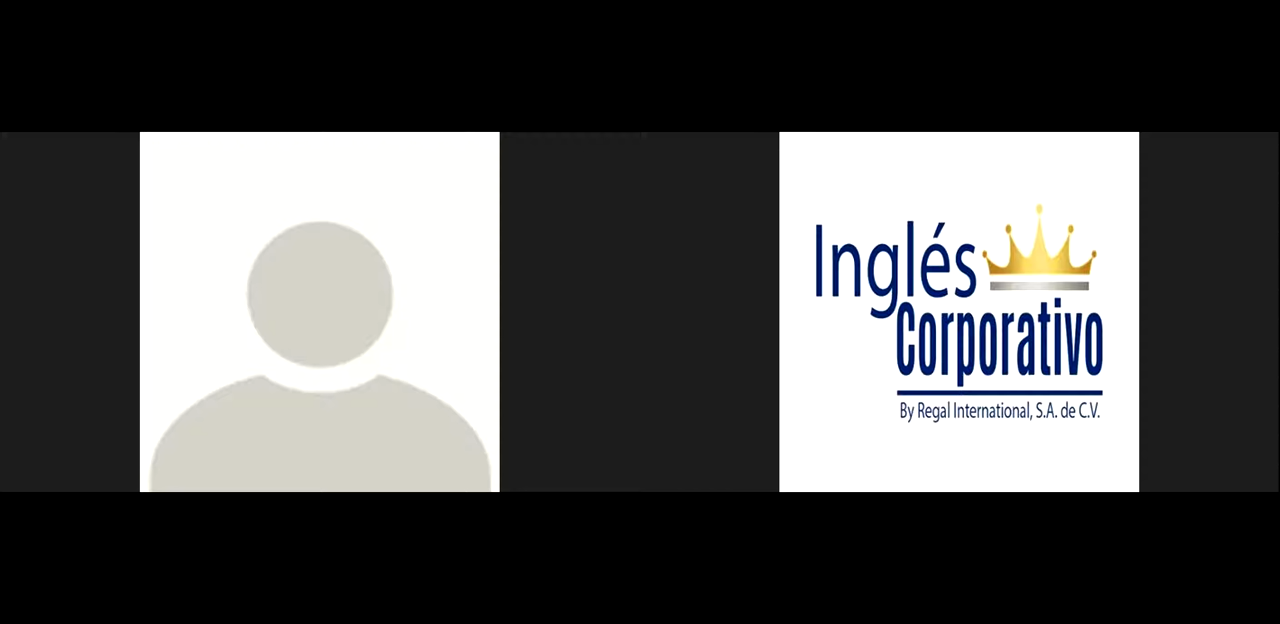 Inglés
Corporativo
By Regal International, S.A. de C.V.